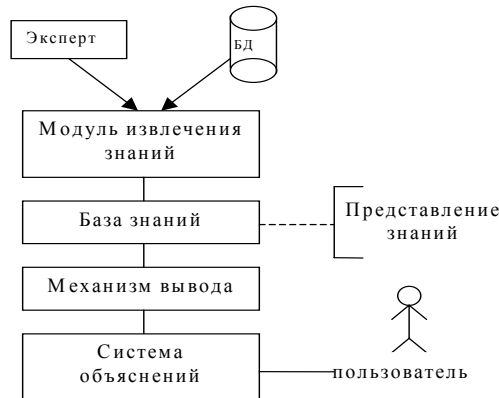 Эксперт
БД
Модуль извлечения
знаний
База знаний
Представление
знаний
Механизм вывода
Система
объяснений
пользователь